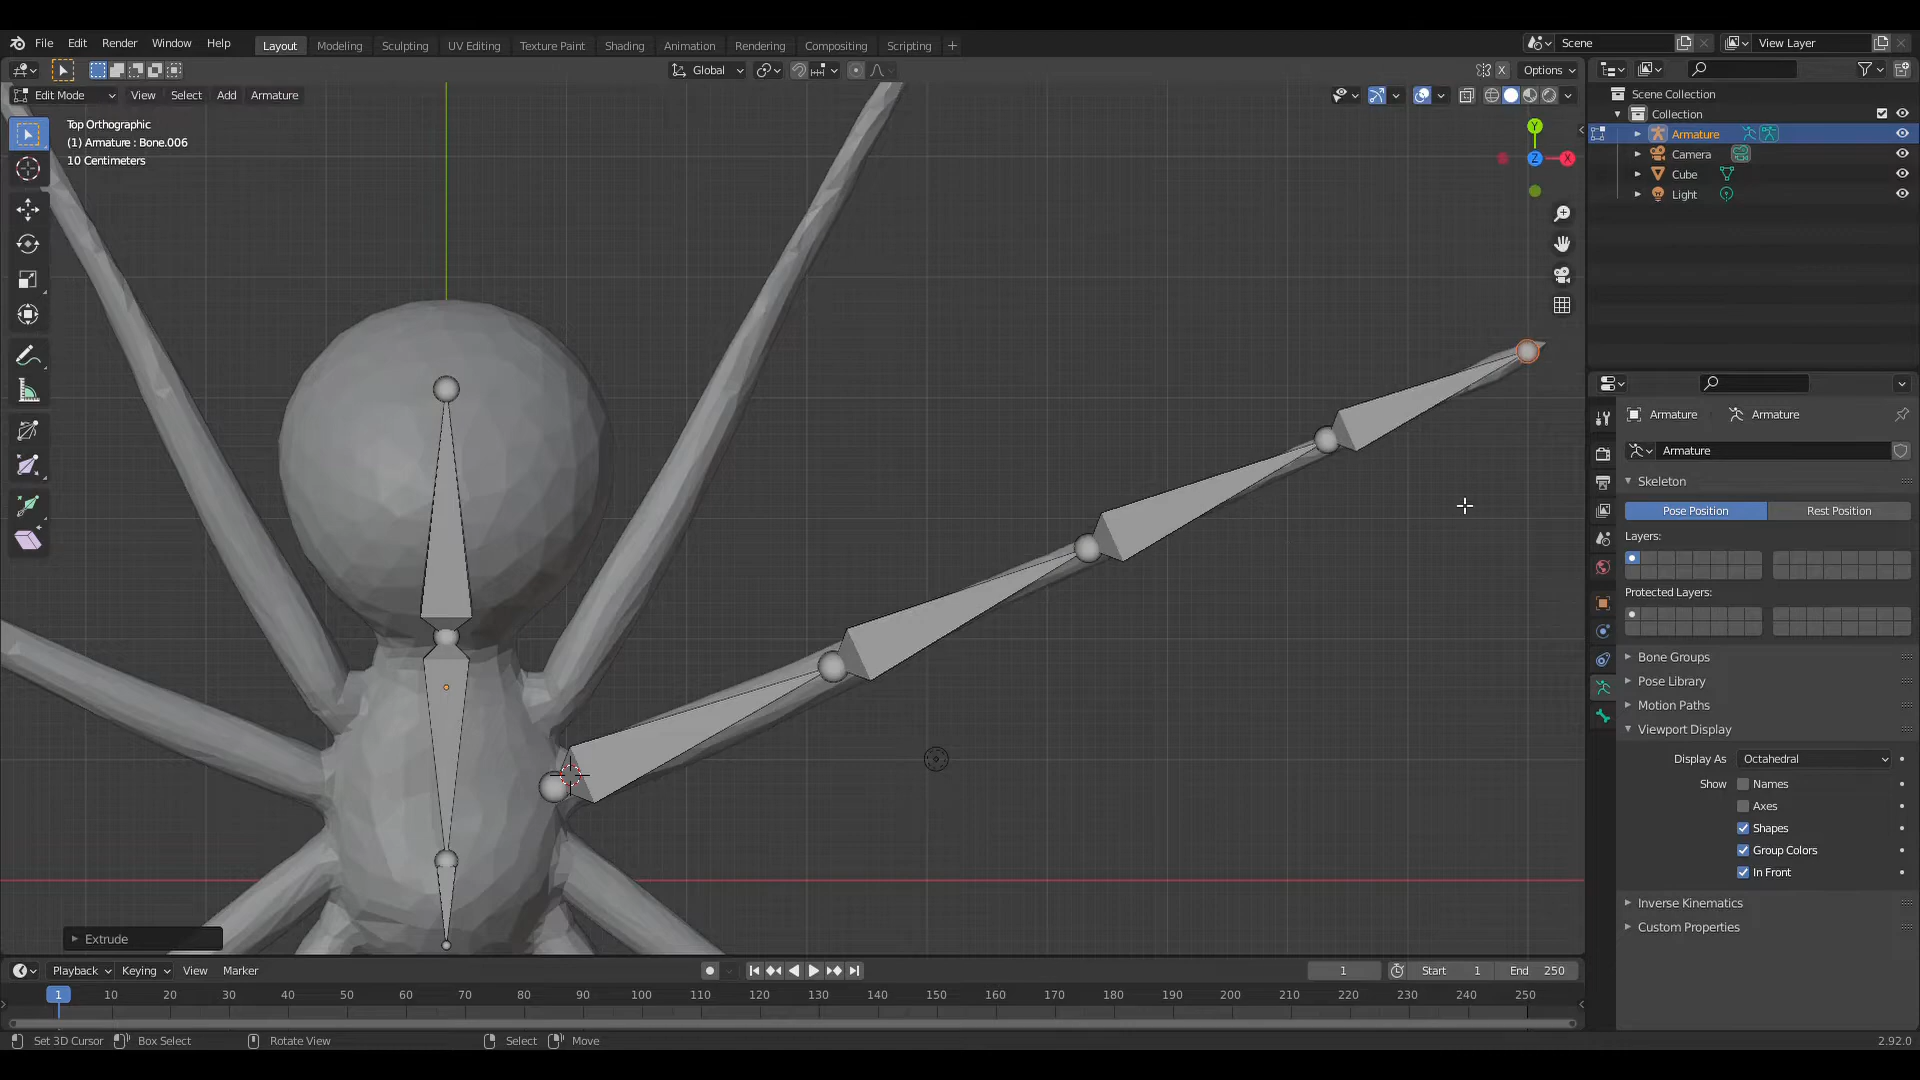 File Edit Render Window Help Layout Modeling Sculpting UV Editing Texture Paint Shading Animation Rendering Compositing Scripting + Scene View Layer
Global X Options
Edit Mode View Select Add Armature
Top Orthographic
(1) Armature : Bone.006
10 Centimeters
Y
Z X
Extrude
Scene Collection
Collection
Armature
Camera
Cube
Light
Armature Armature
Armature
Skeleton
Pose Position Rest Position
Layers:
Protected Layers:
Bone Groups
Pose Library
Motion Paths
Viewport Display
Display As Octahedral
Show Names
Axes
Shapes
Group Colors
In Front
Inverse Kinematics
Custom Properties
Playback Keying View Marker 1 Start 1 End 250
1 10 20 30 40 50 60 70 80 90 100 110 120 130 140 150 160 170 180 190 200 210 220 230 240 250
Set 3D Cursor Box Select Rotate View Select Move 2.92.0